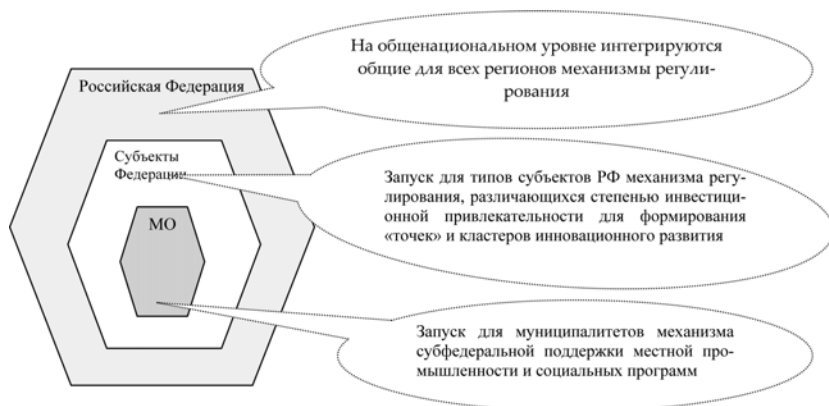 На общенациональном уровне интегрируются
общие для всех регионов механизмы регули-
рования
Российская Федерация
Субъекты
Федерации
Запуск для типов субъектов РФ механизма регу-
лирования, различающихся степенью инвестици-
онной привлекательности для формирования
«точек» и кластеров инновационного развития
МО
Запуск для муниципалитетов механизма
субфедеральной поддержки местной про-
мышленности и социальных программ